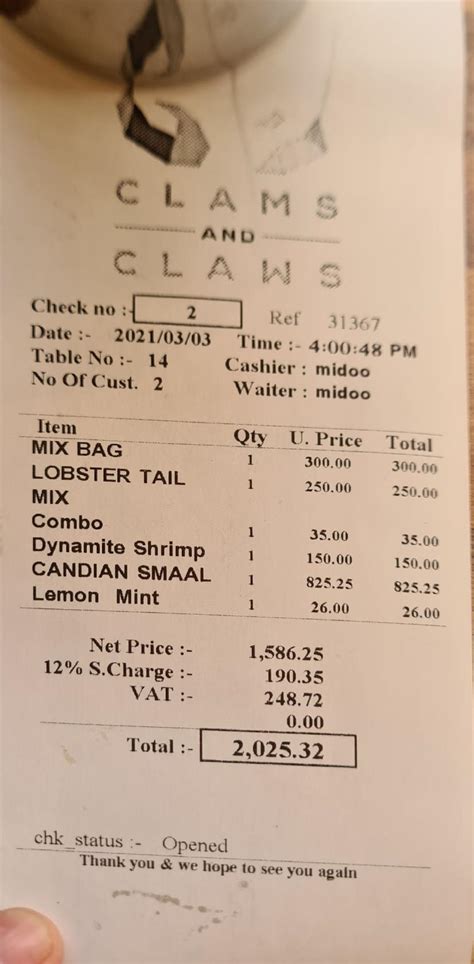 CLAMS
AND
CLAWS
Check no :- 2 Ref 31367
Date :- 2021/03/03 Time :- 4:00:48 PM
Table No :- 14 Cashier : midoo
No Of Cust. 2 Waiter : midoo
Item Qty U. Price Total
MIX BAG 1 300.00 300.00
LOBSTER TAIL 1 250.00 250.00
MIX
Combo 1 35.00 35.00
Dynamite Shrimp 1 150.00 150.00
CANDIAN SMAAL 1 825.25 825.25
Lemon Mint 1 26.00 26.00
Net Price :- 1,586.25
12% S.Charge :- 190.35
VAT :- 248.72
0.00
Total :- 2,025.32
chk_status :- Opened
Thank you & we hope to see you again